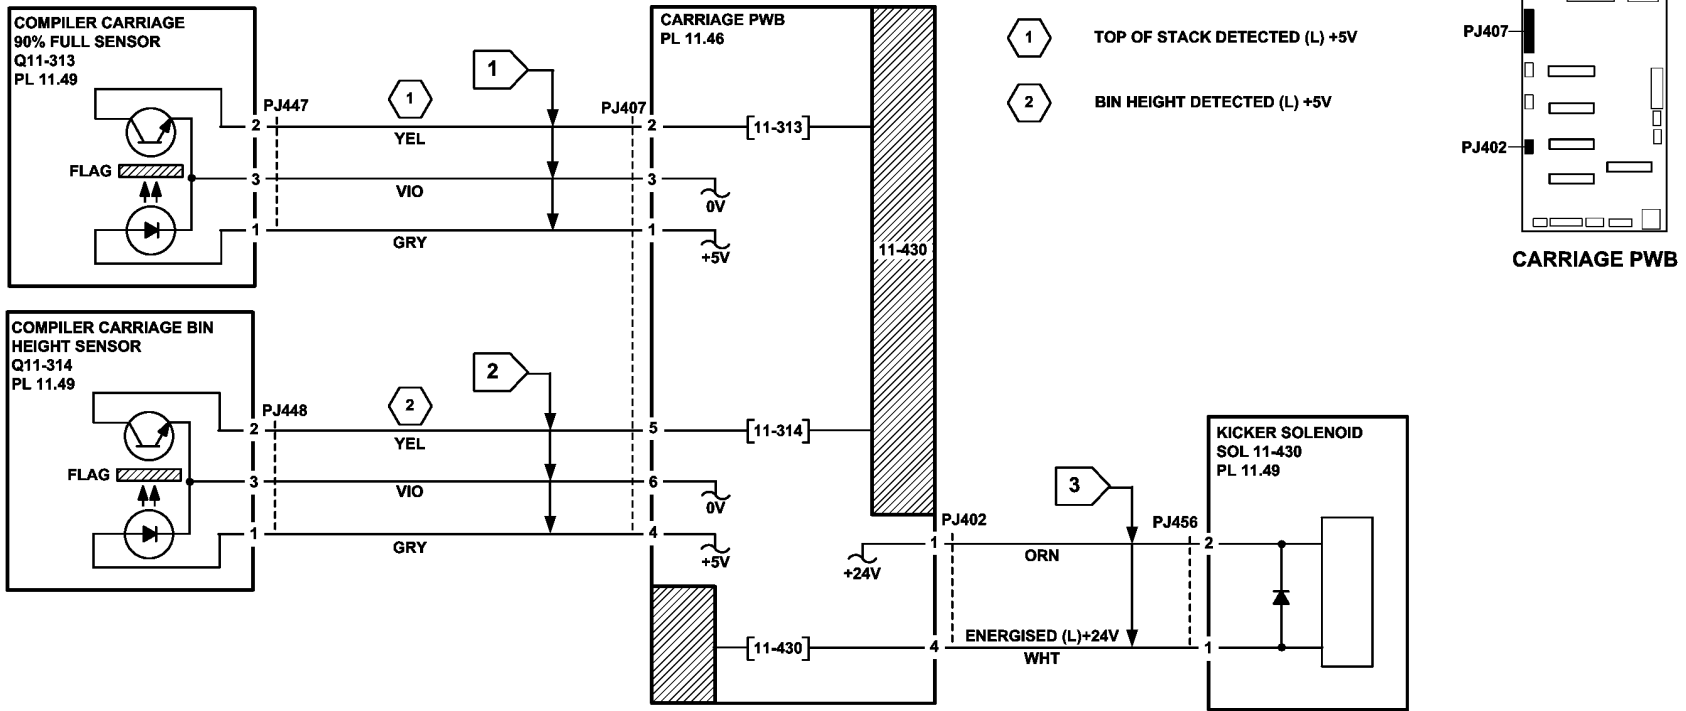 COMPILER CARRIAGE
90% FULL SENSOR
Q11-313
PL 11.49
FLAG
PJ447
2
3
1
1
YEL
VIO
GRY
1
PJ407
2
3
1
CARRIAGE PWB
PL 11.46
[11-313]
0V
+5V
11-430
1
TOP OF STACK DETECTED (L) +5V
2
BIN HEIGHT DETECTED (L) +5V
PJ407
PJ402
CARRIAGE PWB
COMPILER CARRIAGE BIN
HEIGHT SENSOR
Q11-314
PL 11.49
FLAG
PJ448
2
3
1
2
YEL
VIO
GRY
2
5
6
4
[11-314]
0V
+5V
+24V
[11-430]
PJ402
1
4
ORN
ENERGISED (L)+24V
WHT
3
PJ456
2
1
KICKER SOLENOID
SOL 11-430
PL 11.49